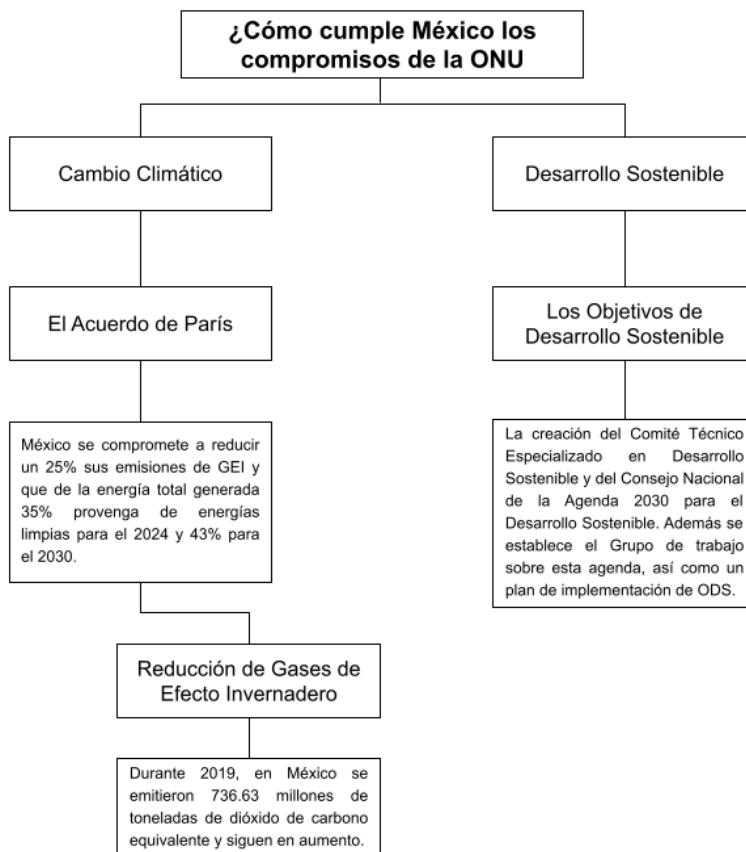 ¿Cómo cumple México los
compromisos de la ONU
Cambio Climático
Desarrollo Sostenible
El Acuerdo de París
Los Objetivos de
Desarrollo Sostenible
México se compromete a reducir
un 25% sus emisiones de GEI y
que de la energía total generada
35% provenga de energías
limpias para el 2024 y 43% para
el 2030.
La creación del Comité Técnico
Especializado en Desarrollo
Sostenible y del Consejo Nacional
de la Agenda 2030 para el
Desarrollo Sostenible. Además se
establece el Grupo de trabajo
sobre esta agenda, así como un
plan de implementación de ODS.
Reducción de Gases de
Efecto Invernadero
Durante 2019, en México se
emitieron 736.63 millones de
toneladas de dióxido de carbono
equivalente y siguen en aumento.